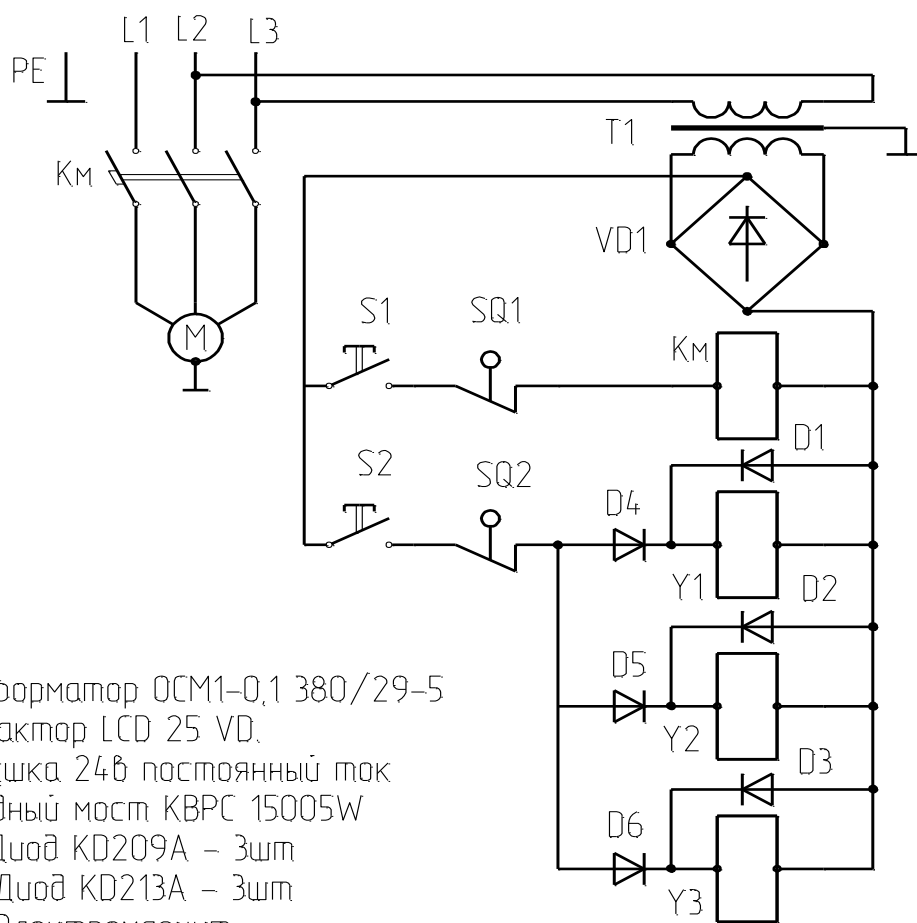 L1 L2 L3
PE
T1
Км
VD1
M
S1 SQ1
Км
D1
S2 SQ2
D4
Y1 D2
D5
Y2
D3
D6
Y3
форматор ОСМ1-0,1 380/29-5
актор LCD 25 VD.
шка 24в постоянный ток
дный мост КВРС 15005W
Диод KD209A - 3шт
Диод KD213A - 3шт